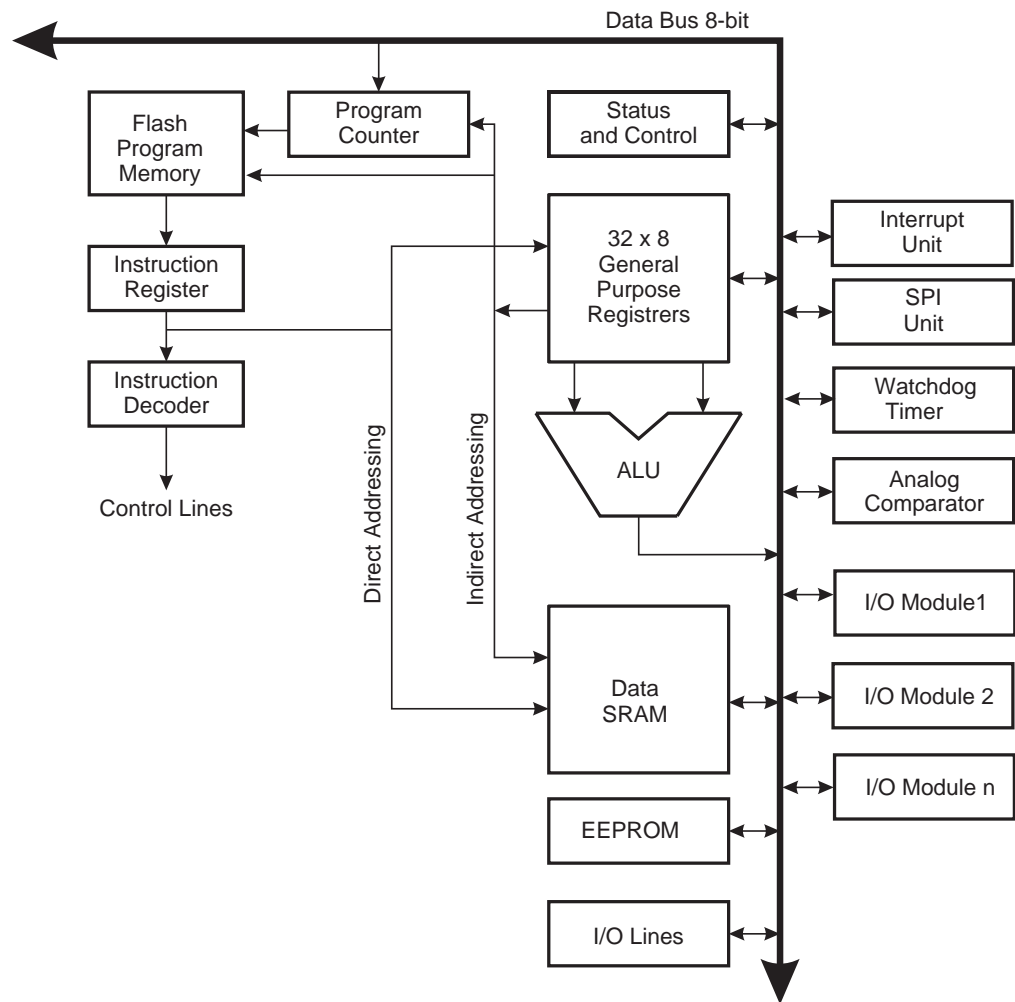 Data Bus 8-bit
Flash
Program
Memory
Program
Counter
Status
and Control
Instruction
Register
32 x 8
General
Purpose
Registrers
Interrupt
Unit
SPI
Unit
Instruction
Decoder
Watchdog
Timer
Control Lines
Direct Addressing
Indirect Addressing
ALU
Analog
Comparator
I/O Module1
Data
SRAM
I/O Module 2
I/O Module n
EEPROM
I/O Lines